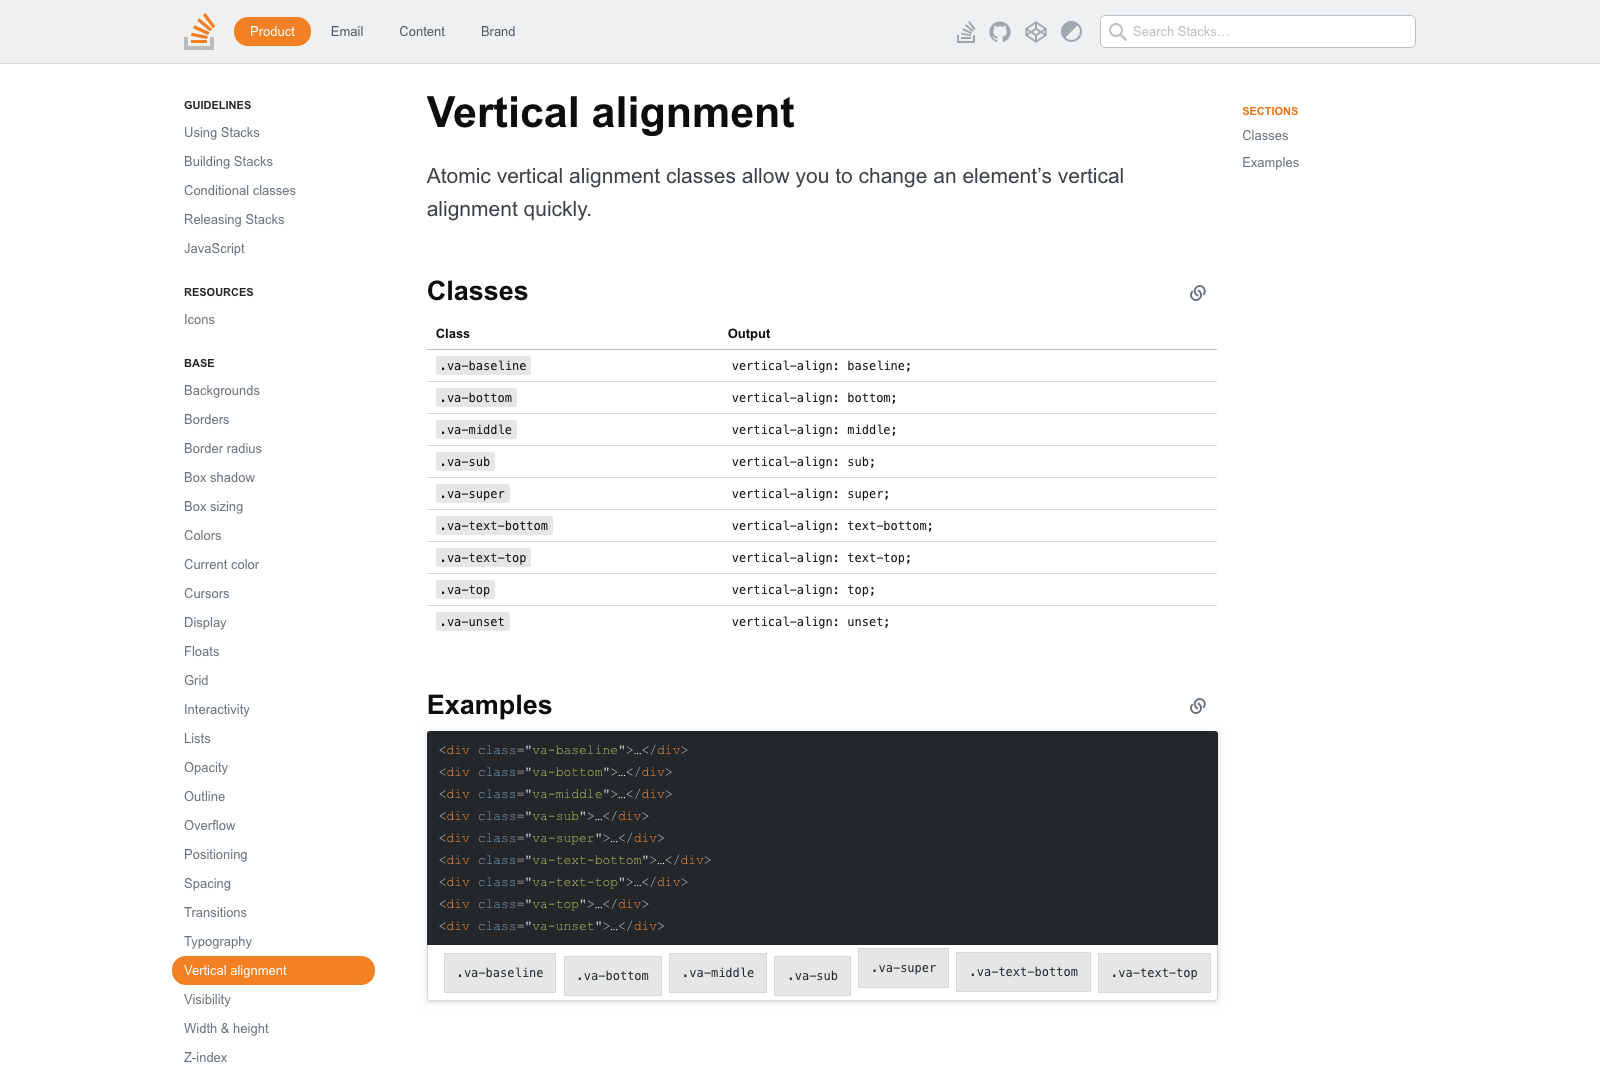 Product
Email
Content
Brand
Search Stacks…
GUIDELINES
Using Stacks
Building Stacks
Conditional classes
Releasing Stacks
JavaScript
RESOURCES
Icons
BASE
Backgrounds
Borders
Border radius
Box shadow
Box sizing
Colors
Current color
Cursors
Display
Floats
Grid
Interactivity
Lists
Opacity
Outline
Overflow
Positioning
Spacing
Transitions
Typography
Vertical alignment
Visibility
Width & height
Z-index
Vertical alignment
Atomic vertical alignment classes allow you to change an element’s vertical
alignment quickly.
Classes
Class Output
.va-baseline vertical-align: baseline;
.va-bottom vertical-align: bottom;
.va-middle vertical-align: middle;
.va-sub vertical-align: sub;
.va-super vertical-align: super;
.va-text-bottom vertical-align: text-bottom;
.va-text-top vertical-align: text-top;
.va-top vertical-align: top;
.va-unset vertical-align: unset;
Examples
<div class="va-baseline">…</div>
<div class="va-bottom">…</div>
<div class="va-middle">…</div>
<div class="va-sub">…</div>
<div class="va-super">…</div>
<div class="va-text-bottom">…</div>
<div class="va-text-top">…</div>
<div class="va-top">…</div>
<div class="va-unset">…</div>
.va-baseline .va-bottom .va-middle .va-sub .va-super .va-text-bottom .va-text-top
SECTIONS
Classes
Examples